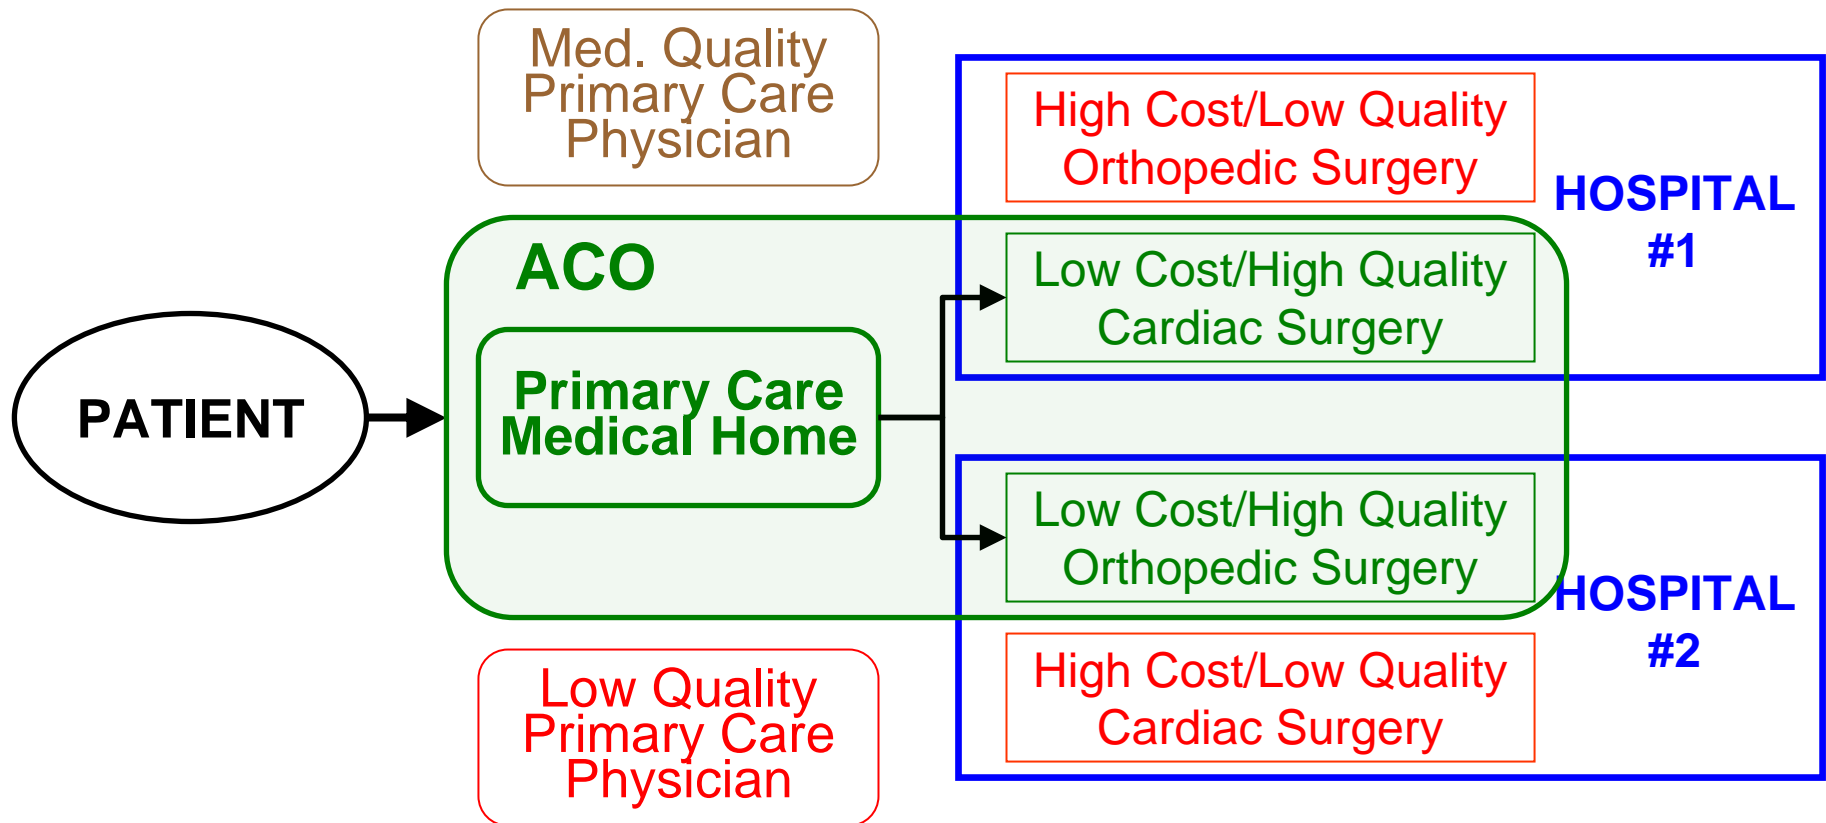 Med. Quality
Primary Care
Physician
High Cost/Low Quality
Orthopedic Surgery
HOSPITAL
#1
ACO
Low Cost/High Quality
Cardiac Surgery
PATIENT
Primary Care
Medical Home
Low Cost/High Quality
Orthopedic Surgery
HOSPITAL
#2
Low Quality
Primary Care
Physician
High Cost/Low Quality
Cardiac Surgery